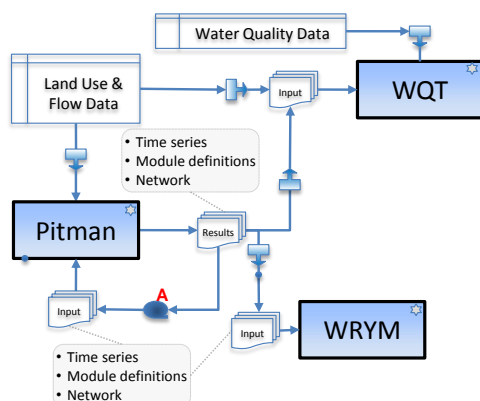 Water Quality Data
Land Use &
Flow Data
Input
WQT
• Time series
• Module definitions
• Network
Pitman
Results
A
Input
Input
WRYM
• Time series
• Module definitions
• Network